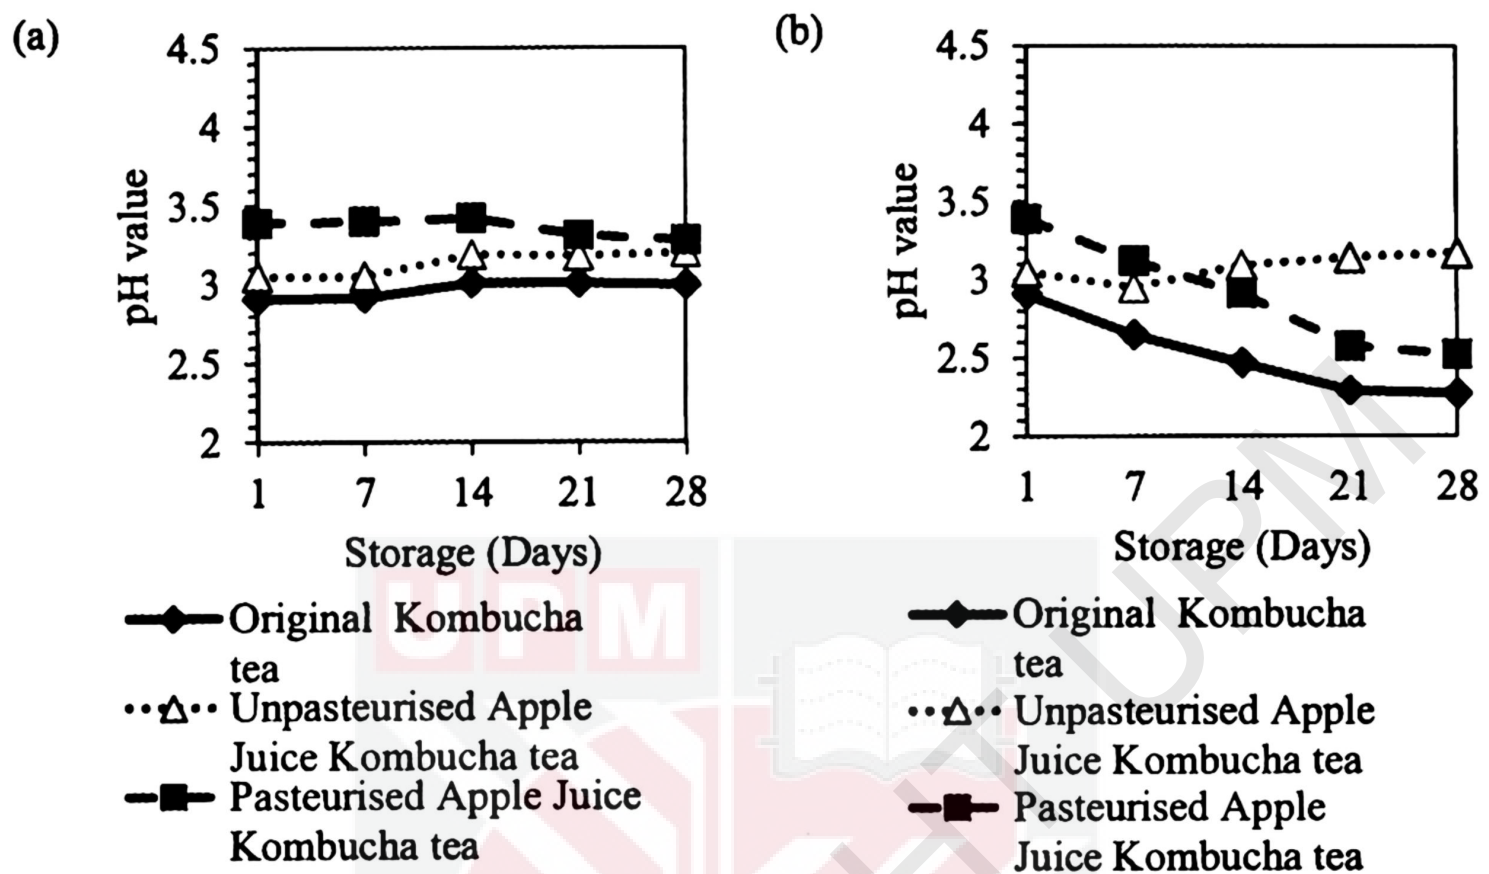 (a)
4.5
4
3.5
3
2.5
2
pH value
1 7 14 21 28
Storage (Days)
Original Kombucha
tea
Unpasteurised Apple
Juice Kombucha tea
Pasteurised Apple Juice
Kombucha tea
(b)
4.5
4
3.5
3
2.5
2
pH value
1 7 14 21 28
Storage (Days)
Original Kombucha
tea
Unpasteurised Apple
Juice Kombucha tea
Pasteurised Apple
Juice Kombucha tea
UPM
HT UPM